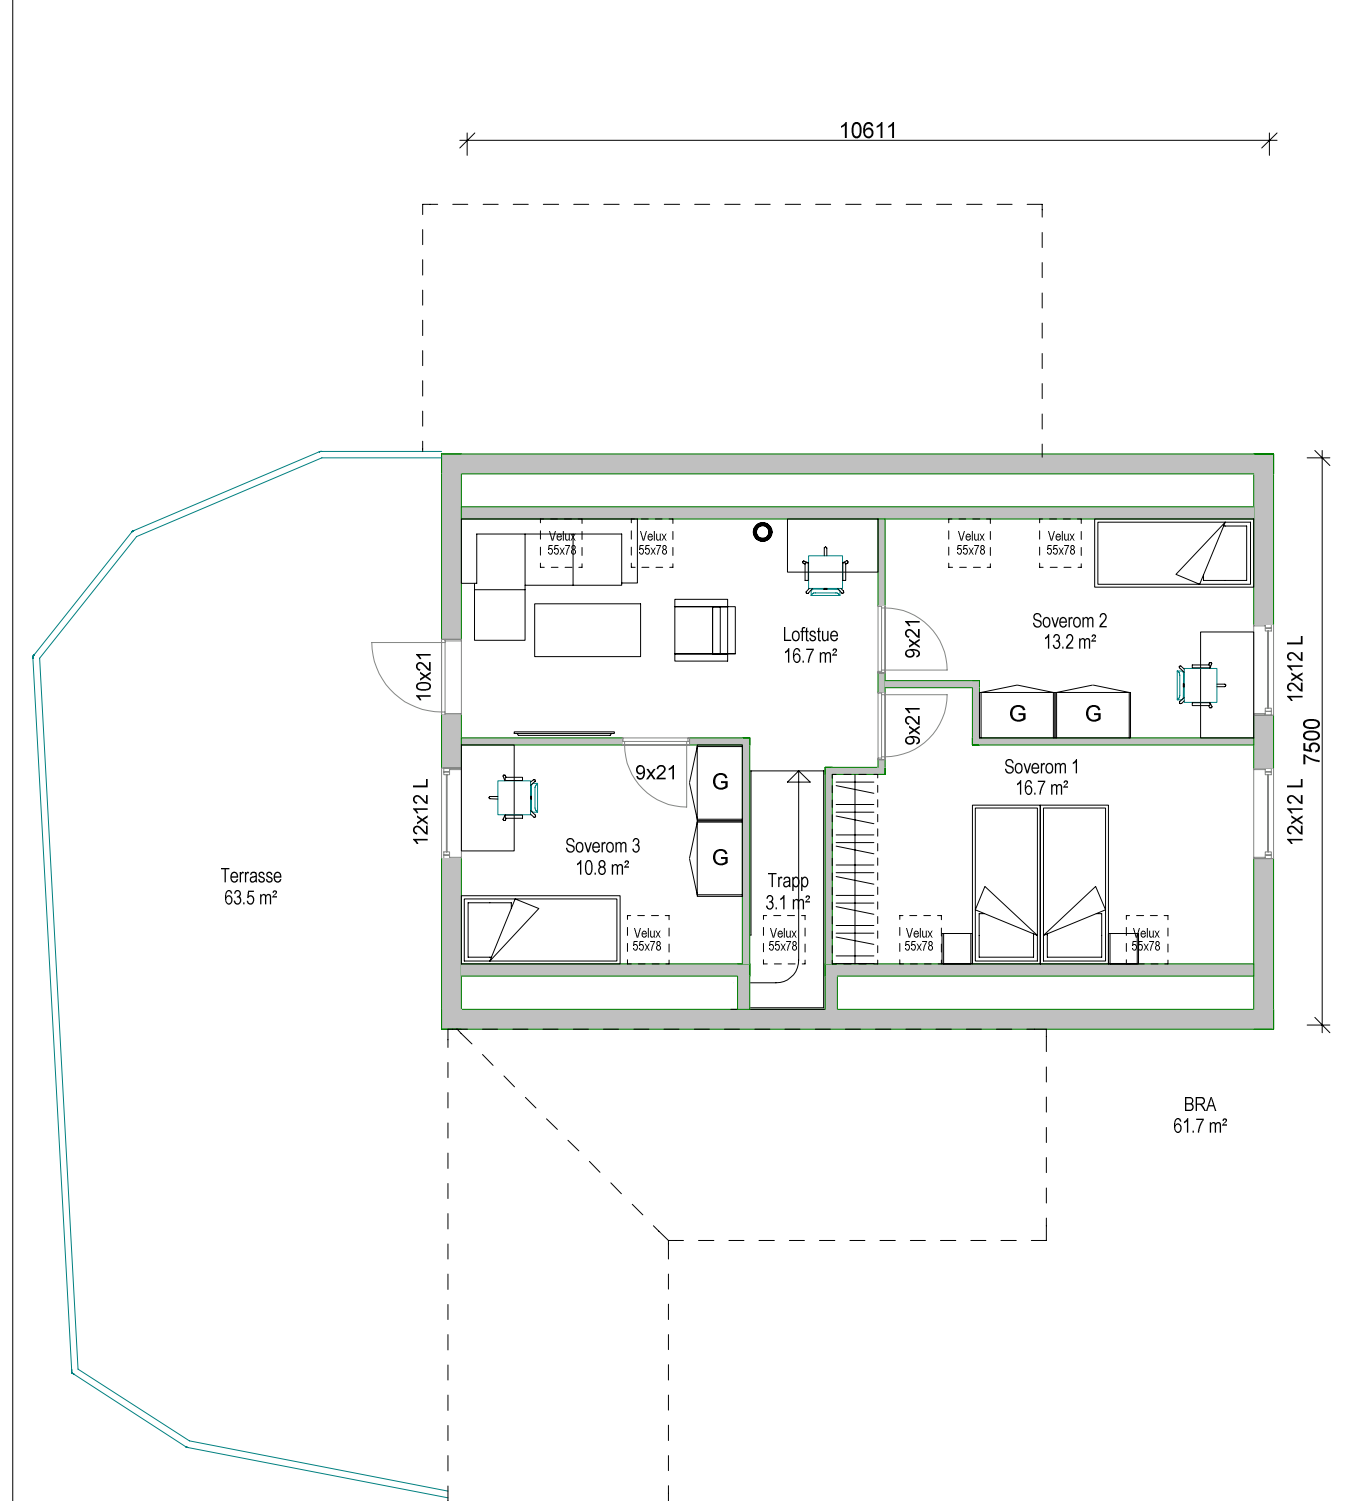 10611
Velux
55x78
Velux
55x78
Velux
55x78
Velux
55x78
Loftstue
16.7 m²
Soverom 2
13.2 m²
9x21
10x21
12x12 L
G
G
9x21
7500
9x21
G
Soverom 1
16.7 m²
12x12 L
12x12 L
Soverom 3
10.8 m²
G
Terrasse
63.5 m²
Trapp
3.1 m²
Velux
55x78
Velux
55x78
Velux
55x78
Velux
55x78
BRA
61.7 m²